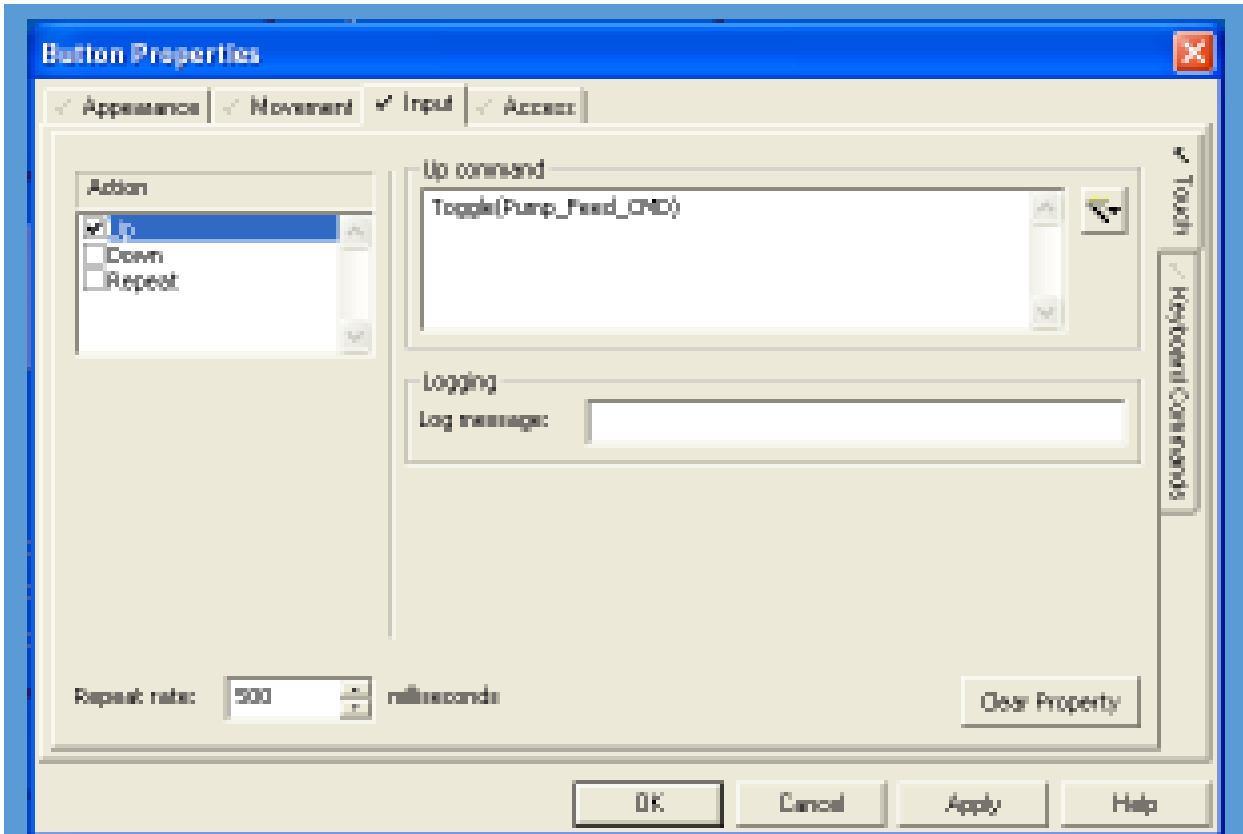 Button Properties
Appearance
Movement
Input
Access
Action
Up
Down
Repeat
Up command
Toggle(Pump_Feed_CMD)
Logging
Log message:
Touch
Keyboard Commands
Repeat rate:
500
milliseconds
Clear Property
OK
Cancel
Apply
Help